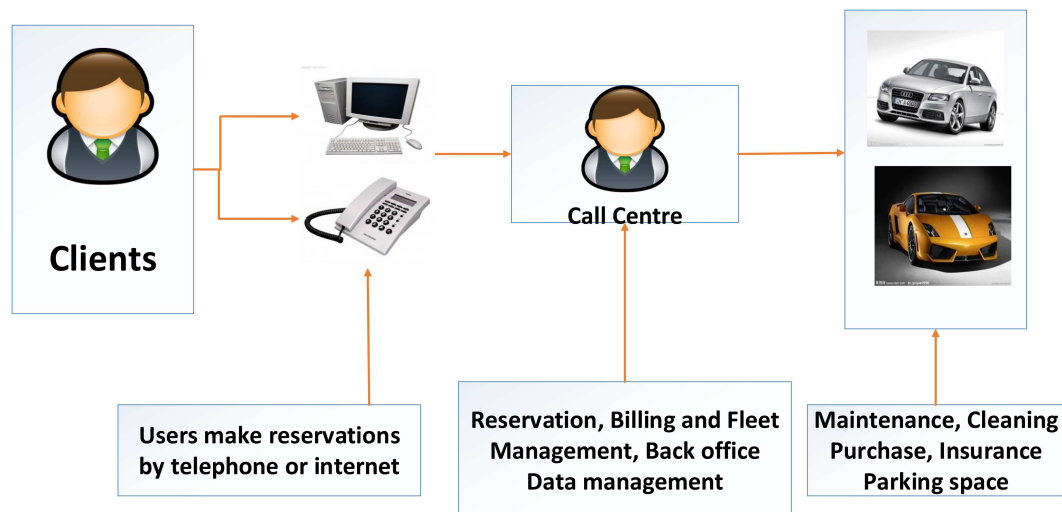 Clients
Call Centre
Users make reservations
by telephone or internet
Reservation, Billing and Fleet
Management, Back office
Data management
Maintenance, Cleaning
Purchase, Insurance
Parking space